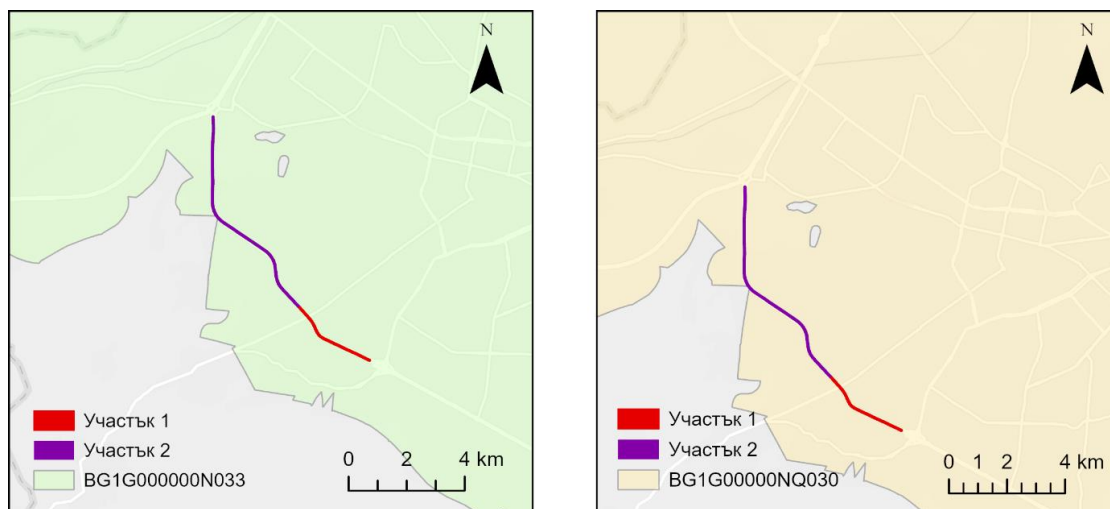 N
Участък 1
Участък 2
BG1G000000N033
0 2 4 km
N
Участък 1
Участък 2
BG1G00000NQ030
0 1 2 4 km